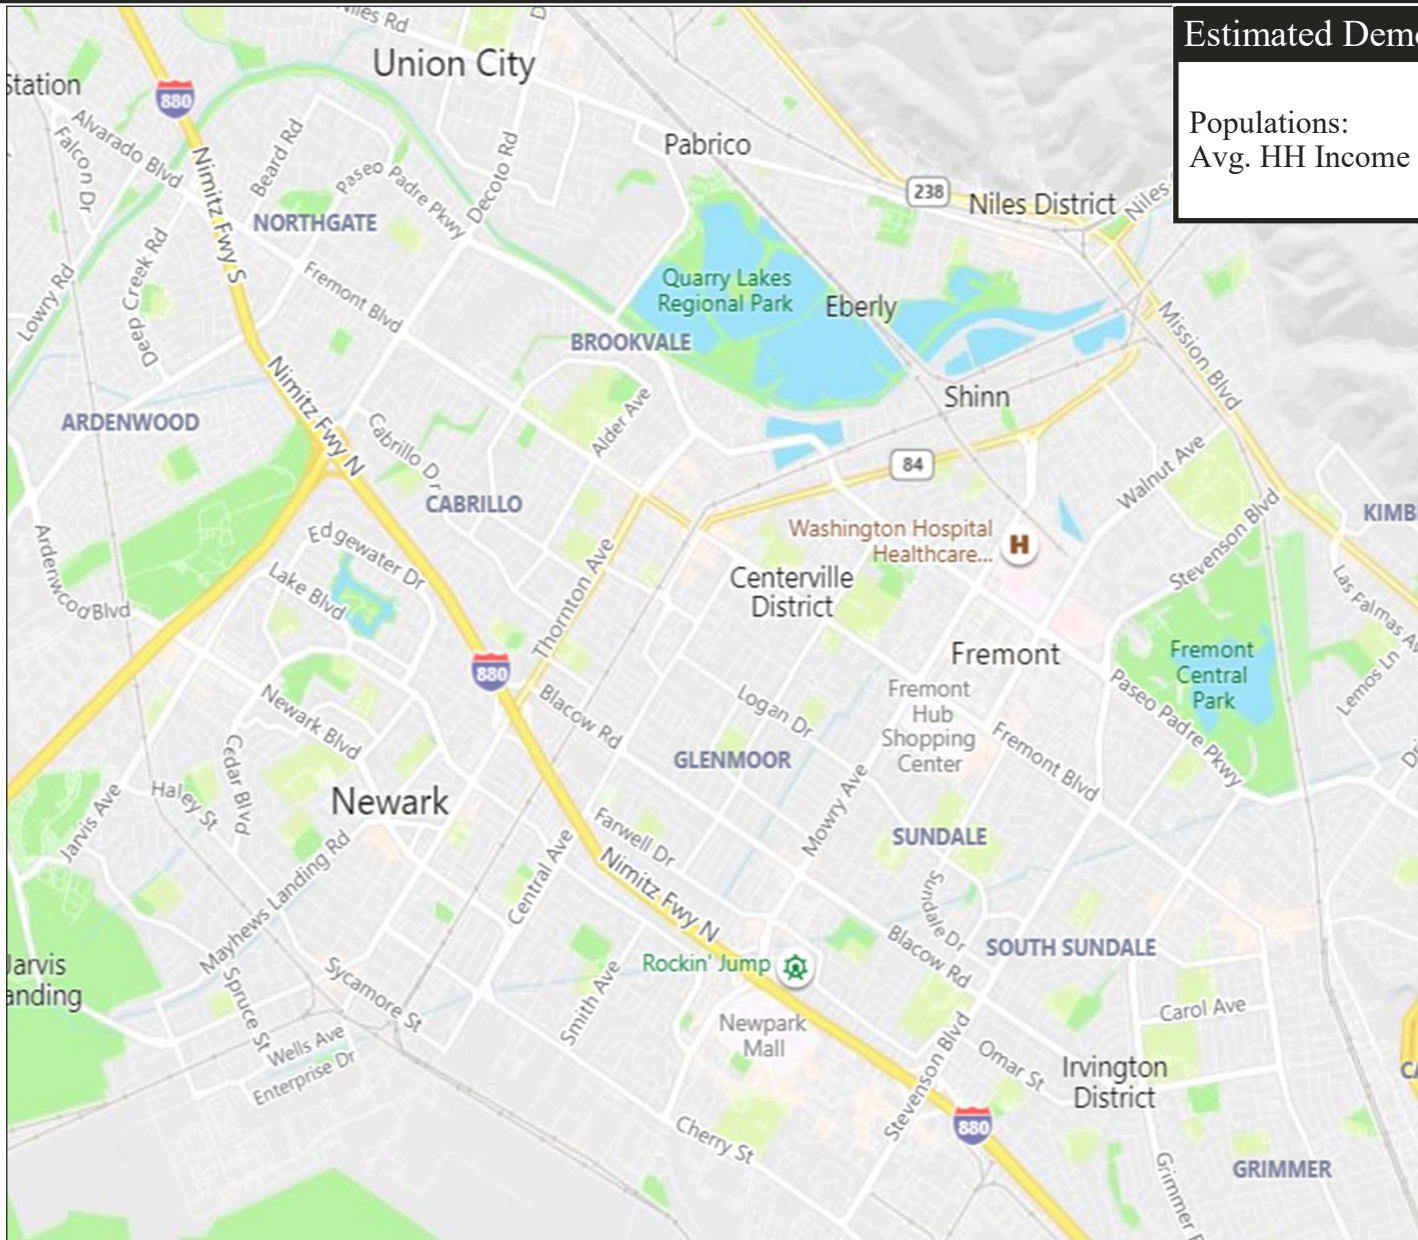 Niles Rd
D
Estimated Dem
Union City
Station
880
Populations:
Avg. HH Income
Alvarado Blvd
Falcon Dr
Beard Rd
Decoto Rd
Pabrico
Nimitz Fwy S
Paseo Padre Pkwy
238
Niles District
Niles
NORTHGATE
Lowry Rd
Deep Creek Rd
Fremont Blvd
Quarry Lakes
Regional Park
Eberly
BROOKVALE
Mission Blvd
Nimitz Fwy N
Shinn
ARDENWOOD
Alder Ave
Cabrillo Dr
84
Walnut Ave
CABRILLO
Stevenson Blvd
KIMB
Ardenwood Blvd
Edgewater Dr
Washington Hospital
Healthcare...
H
Lake Blvd
Thornton Ave
Centerville
District
Las Palmas A
880
Fremont
Fremont
Central
Park
Lemos Ln
Newark Blvd
Blacow Rd
Logan Dr
Fremont
Hub
Shopping
Center
Paseo Padre Pkwy
Cedar Blvd
GLENMOOR
Fremont Blvd
D
Jarvis Ave
Haley St
Newark
Mowry Ave
Farwell Dr
SUNDALE
Mayhews Landing Rd
Central Ave
Nimitz Fwy N
Sundale Dr
Jarvis
anding
Spruce St
Sycamore St
Rockin' Jump
Blacow Rd
SOUTH SUNDALE
Smith Ave
Newpark
Mall
Carol Ave
Wells Ave
Enterprise Dr
Stevenson Blvd
Omar St
Irvington
District
CA
Cherry St
880
Grimmer
GRIMMER